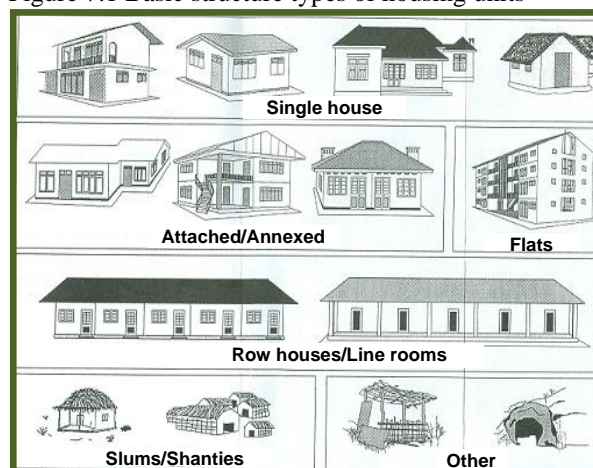 Figure 7.1 Basic structure types of housing units
Single house
Attached/Annexed
Flats
Row houses/Line rooms
Slums/Shanties
Other